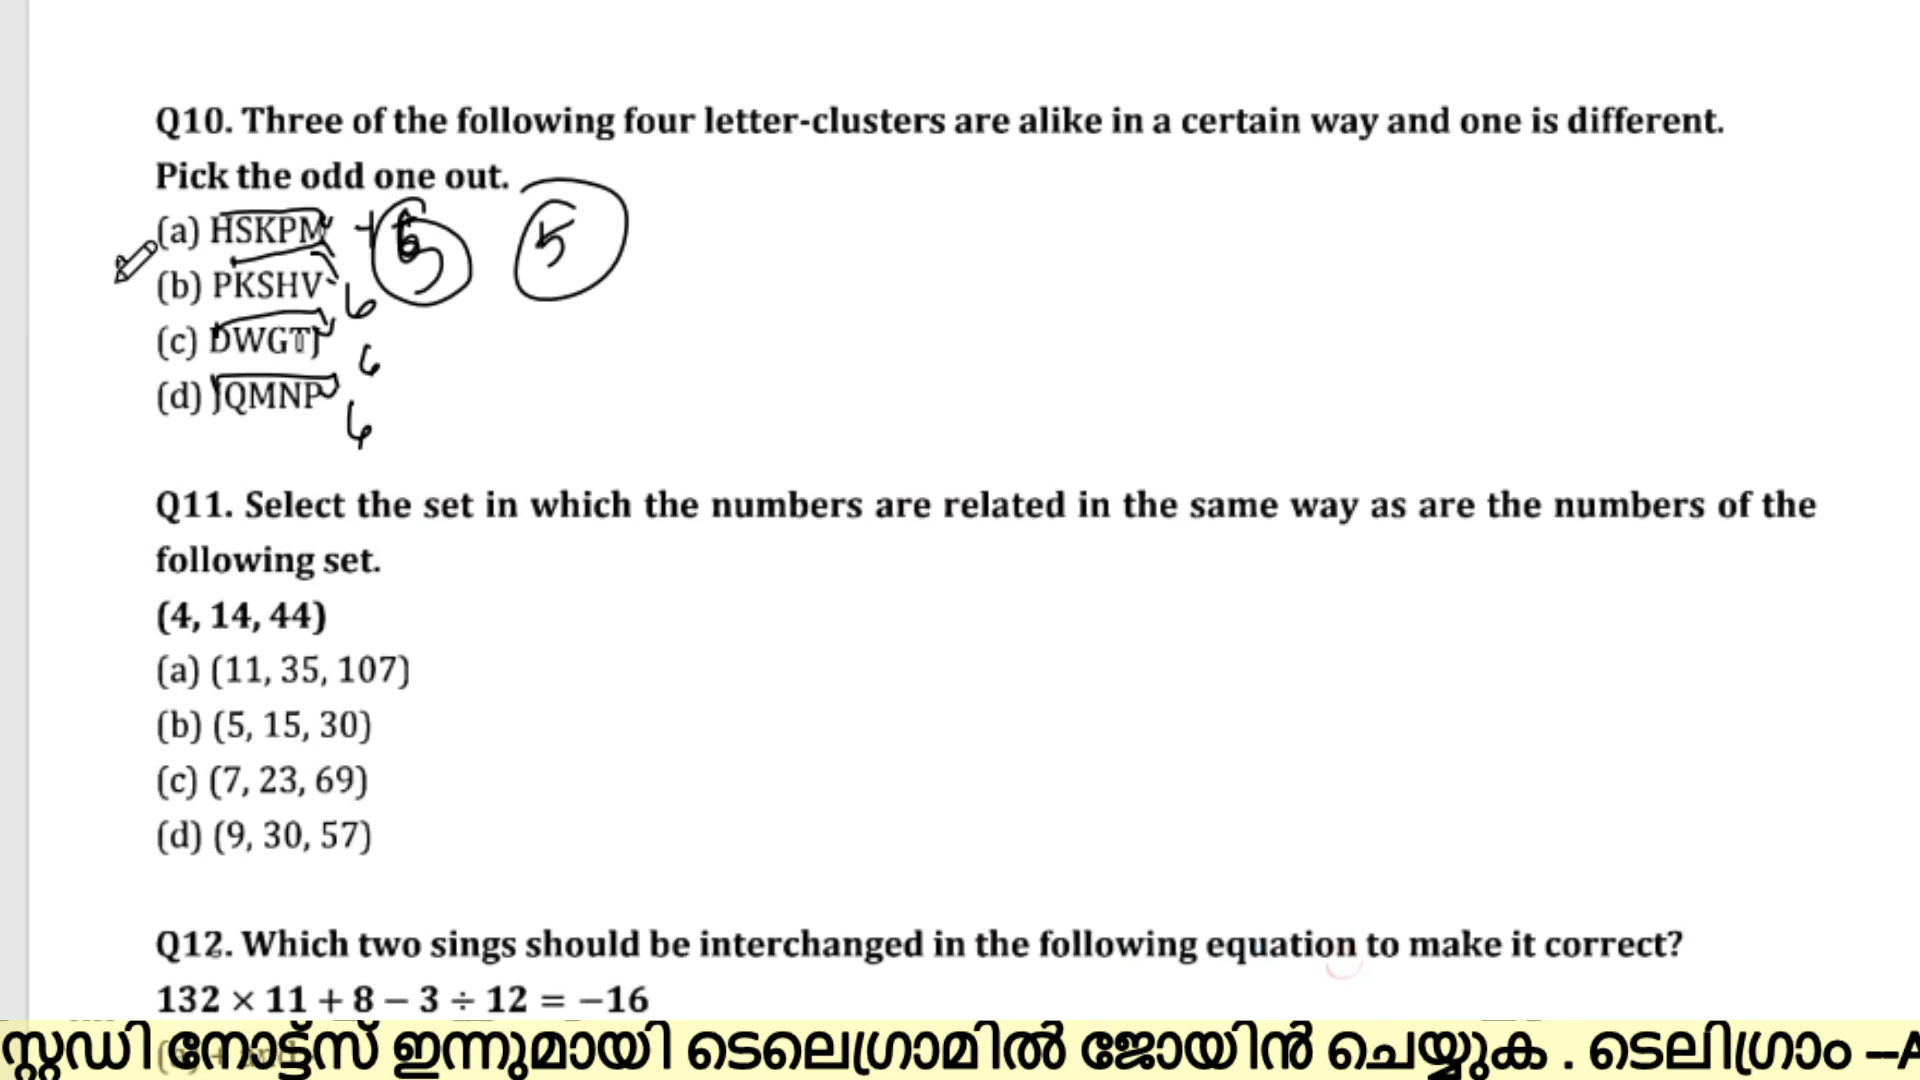 Q10. Three of the following four letter-clusters are alike in a certain way and one is different.
Pick the odd one out.
(a) HSKPM
(b) PKSHV
(c) DWGTJ
(d) JQMNP
5
6
6
6
Q11. Select the set in which the numbers are related in the same way as are the numbers of the
following set.
(4, 14, 44)
(a) (11, 35, 107)
(b) (5, 15, 30)
(c) (7, 23, 69)
(d) (9, 30, 57)
Q12. Which two sings should be interchanged in the following equation to make it correct?
132 × 11 + 8 − 3 ÷ 12 = −16
സ്റ്റഡി നോട്ട്സ് ഇന്നുമായി ടെലെഗ്രാമിൽ ജോയിൻ ചെയ്യുക . ടെലിഗ്രാം –A